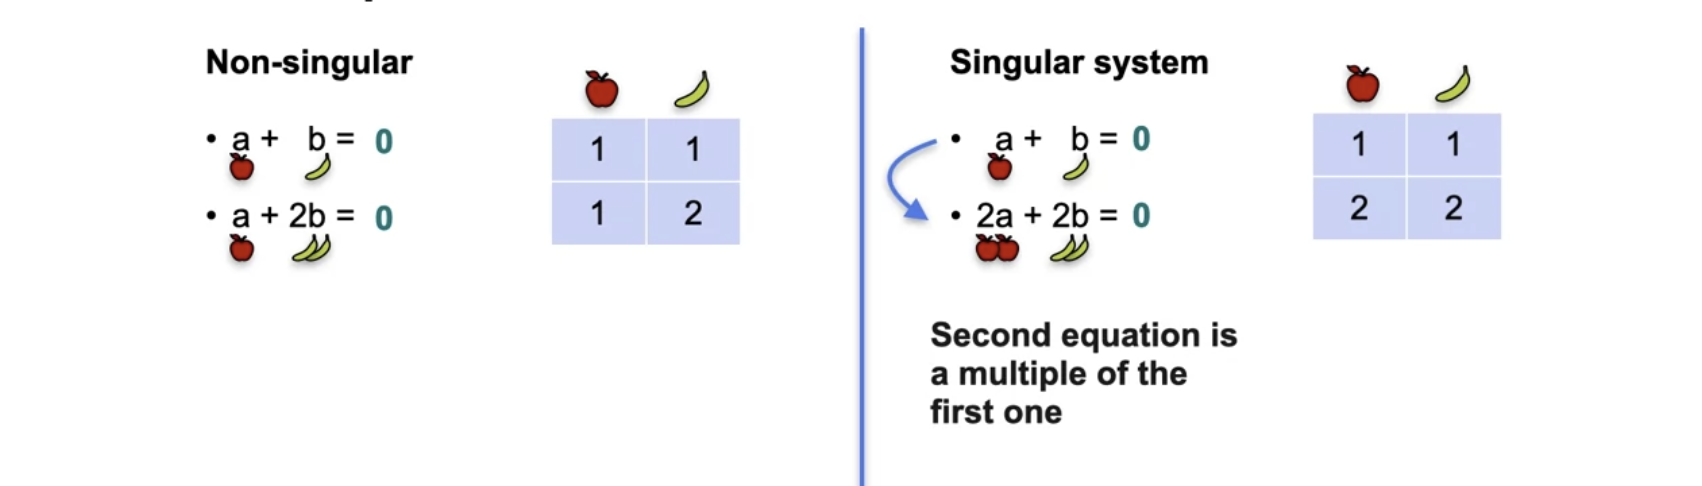 Non-singular
• a + b = 0
• a + 2b = 0
1 1
1 2
Singular system
• a + b = 0
• 2a + 2b = 0
1 1
2 2
Second equation is
a multiple of the
first one